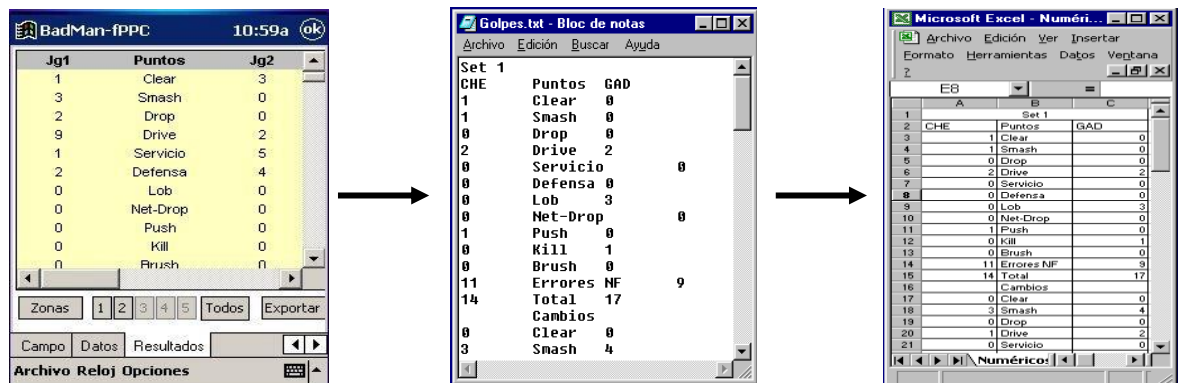 BadMan-fPPC 10:59a ok
Jg1 Puntos Jg2
1 Clear 3
3 Smash 0
2 Drop 0
9 Drive 2
1 Servicio 5
2 Defensa 4
0 Lob 0
0 Net-Drop 0
0 Push 0
0 Kill 0
0 Brush 0
Zonas 1 2 3 4 5 Todos Exportar
Campo Datos Resultados
Archivo Reloj Opciones
Golpes.txt - Bloc de notas
Archivo Edición Buscar Ayuda
Set 1
CHE Puntos GAD
1 Clear 0
1 Smash 0
0 Drop 0
2 Drive 2
0 Servicio 0
0 Defensa 0
0 Lob 3
0 Net-Drop 0
1 Push 0
0 Kill 1
0 Brush 0
11 Errores NF 9
14 Total 17
Cambios
0 Clear 0
3 Smash 4
Microsoft Excel - Numéri...
Archivo Edición Ver Insertar
Formato Herramientas Datos Ventana
?
E8 =
A B C
1 Set 1
2 CHE Puntos GAD
3 1 Clear 0
4 1 Smash 0
5 0 Drop 0
6 2 Drive 2
7 0 Servicio 0
8 0 Defensa 0
9 0 Lob 3
10 0 Net-Drop 0
11 1 Push 0
12 0 Kill 1
13 0 Brush 0
14 11 Errores NF 9
15 14 Total 17
16 Cambios
17 0 Clear 0
18 3 Smash 4
19 0 Drop 0
20 1 Drive 2
21 0 Servicio 0
Numéricos